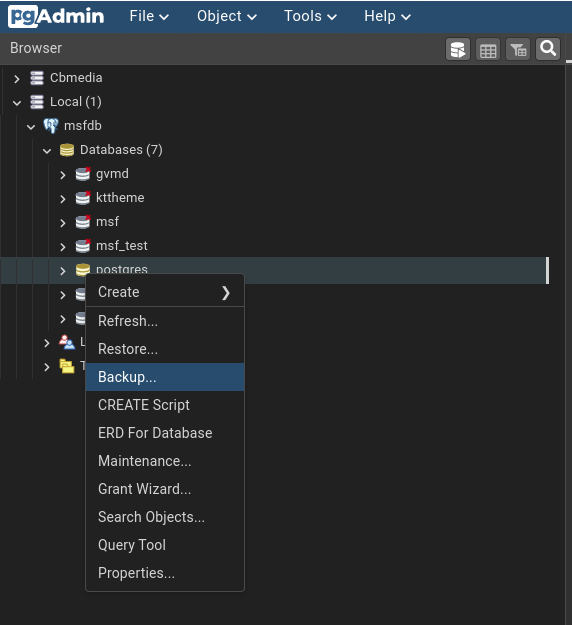 pgAdmin File Object Tools Help
Browser
Cbmedia
Local (1)
msfdb
Databases (7)
gvmd
kttheme
msf
msf_test
postgres
Create
Refresh...
Restore...
Backup...
CREATE Script
ERD For Database
Maintenance...
Grant Wizard...
Search Objects...
Query Tool
Properties...